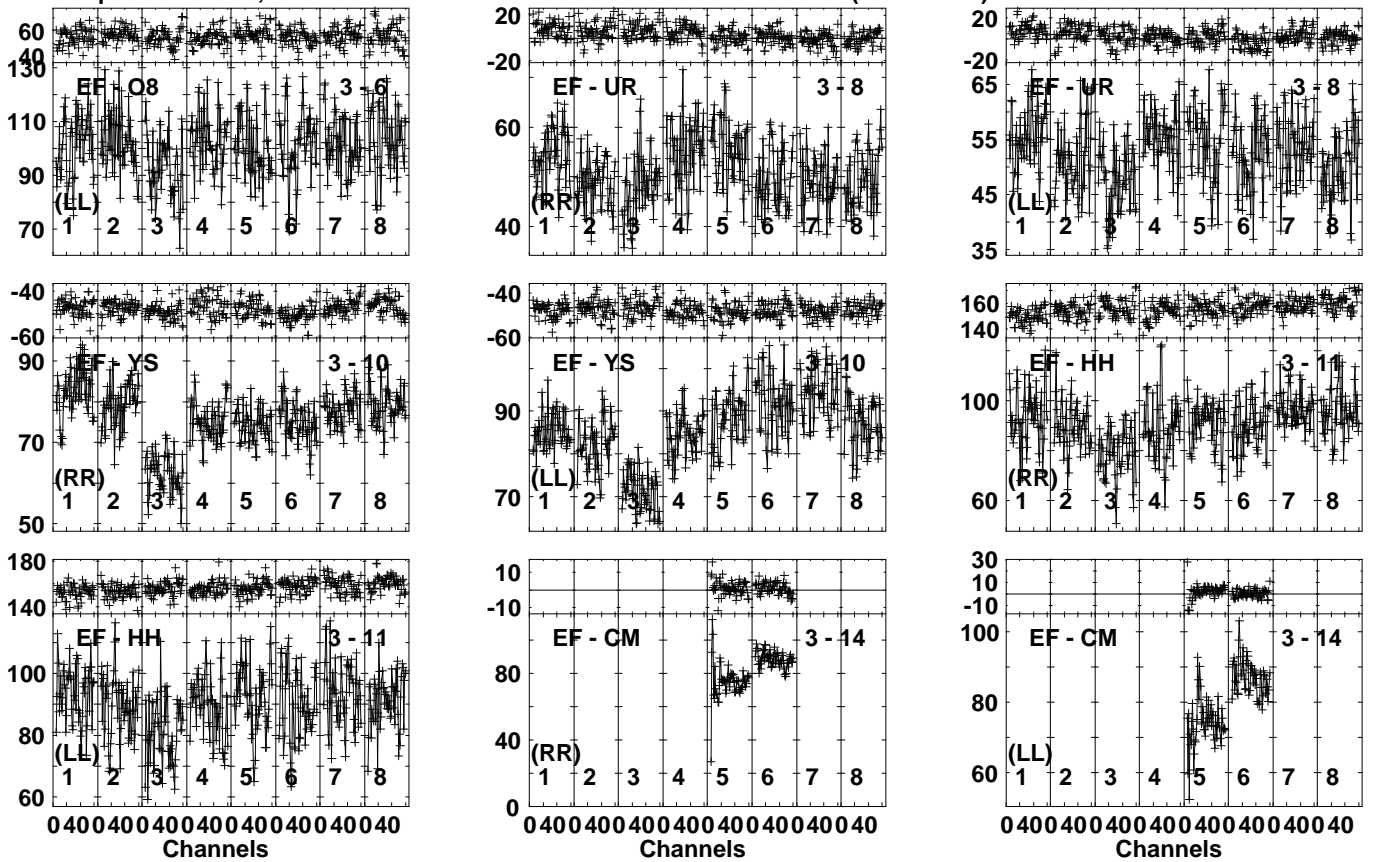 60 20 20
40 0 0
-20 -20
130 EF - O8 3 - 6 EF - UR 3 - 8 65 EF - UR 3 - 8
110 60 55
90 45
(LL) (RR) (LL)
70 1 2 3 4 5 6 7 8 40 1 2 3 4 5 6 7 8 35 1 2 3 4 5 6 7 8
-40 -40 160
-60 -60 140
90 EF - YS 3 - 10 EF - YS 3 - 10 EF - HH 3 - 11
90 100
70
(RR) (LL) (RR)
50 1 2 3 4 5 6 7 8 70 1 2 3 4 5 6 7 8 60 1 2 3 4 5 6 7 8
180 10 30
10
140 -10 -10
EF - HH 3 - 11 EF - CM 3 - 14 100 EF - CM 3 - 14
100 80
80 40 80
(LL) (RR) (LL)
60 1 2 3 4 5 6 7 8 0 1 2 3 4 5 6 7 8 60 1 2 3 4 5 6 7 8
0 40 0 40 0 40 0 40 0 40 0 40 0 40 0 40 0 40 0 40 0 40 0 40 0 40 0 40 0 40 0 40 0 40 0 40 0 40 0 40 0 40 0 40 0 40 0 40
Channels Channels Channels